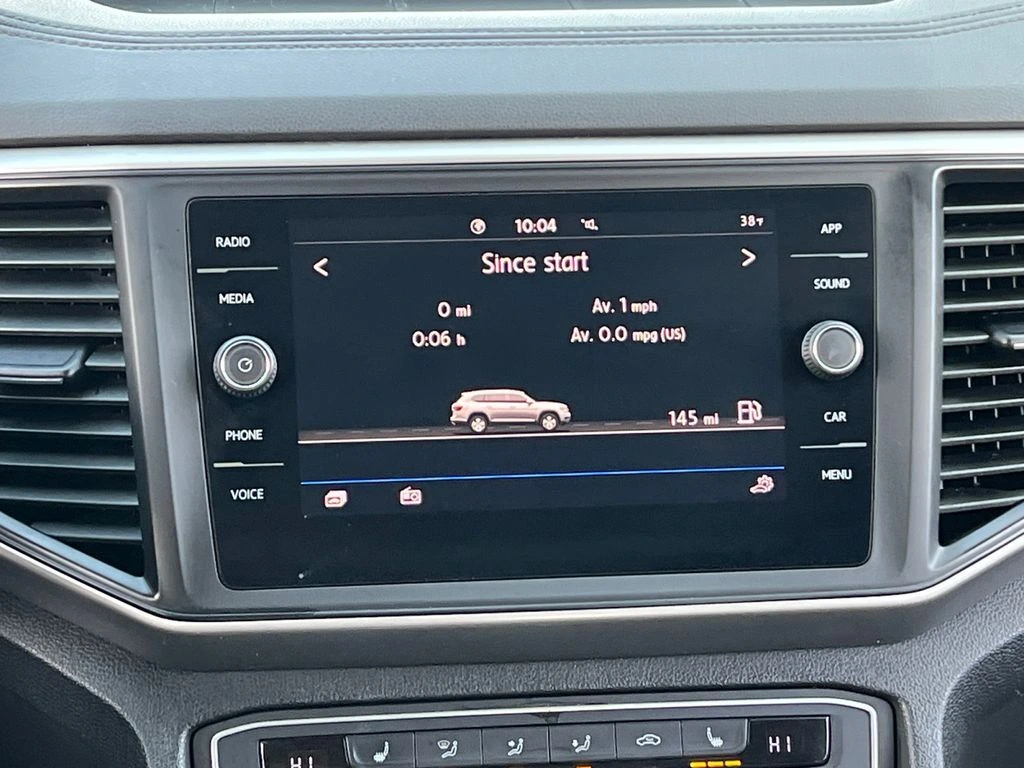 10:04 38°F
RADIO
APP
< Since start >
MEDIA
SOUND
0 mi Av. 1 mph
0:06 h Av. 0.0 mpg (US)
145 mi
PHONE
CAR
VOICE
MENU
HI HI